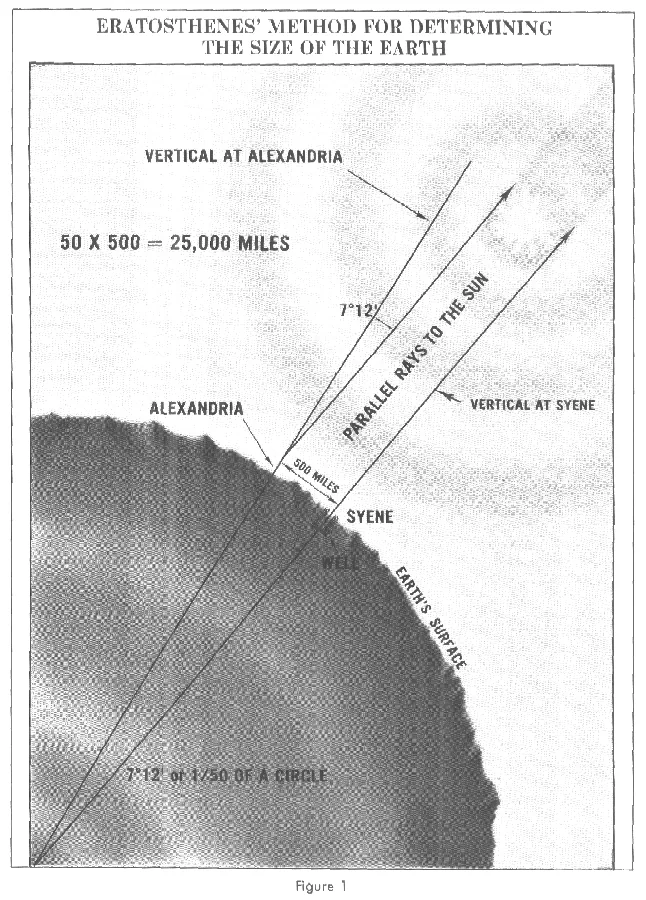 ERATOSTHENES' METHOD FOR DETERMINING
THE SIZE OF THE EARTH
VERTICAL AT ALEXANDRIA
50 X 500 = 25,000 MILES
7°12'
PARALLEL RAYS TO THE SUN
ALEXANDRIA
VERTICAL AT SYENE
500 MILES
SYENE
WELL
EARTH'S SURFACE
7°12' or 1/50 OF A CIRCLE
Figure 1